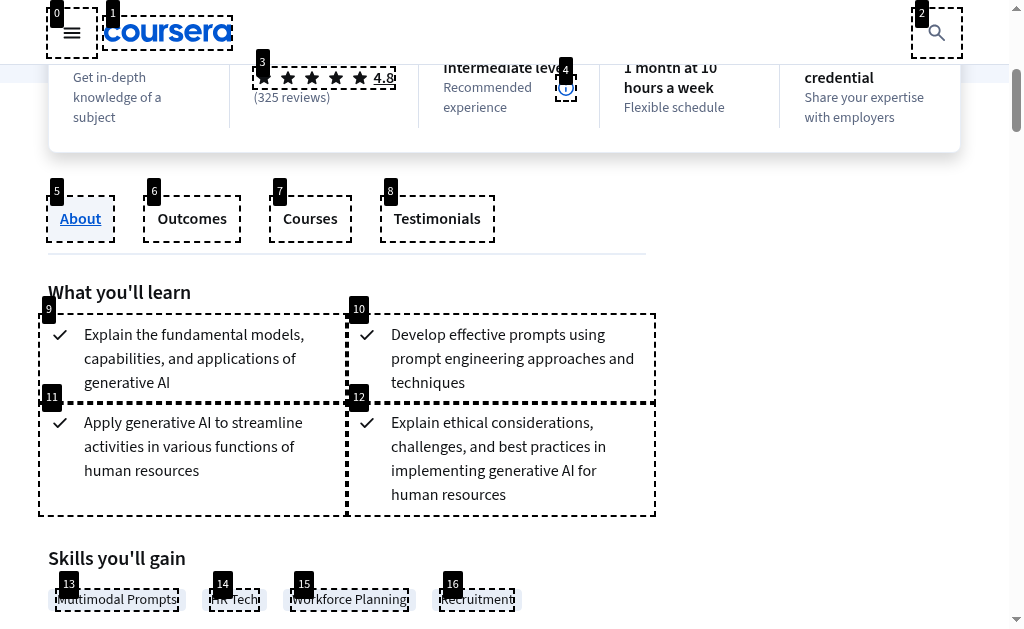 0
1
2
coursera
3
4
Get in-depth
knowledge of a
subject
4.8
(325 reviews)
Intermediate level
Recommended
experience
1 month at 10
hours a week
Flexible schedule
credential
Share your expertise
with employers
5
6
7
8
About
Outcomes
Courses
Testimonials
What you'll learn
9
10
Explain the fundamental models,
capabilities, and applications of
generative AI
Develop effective prompts using
prompt engineering approaches and
techniques
11
12
Apply generative AI to streamline
activities in various functions of
human resources
Explain ethical considerations,
challenges, and best practices in
implementing generative AI for
human resources
Skills you'll gain
13
14
15
16
Multimodal Prompts
HR Tech
Workforce Planning
Recruitment